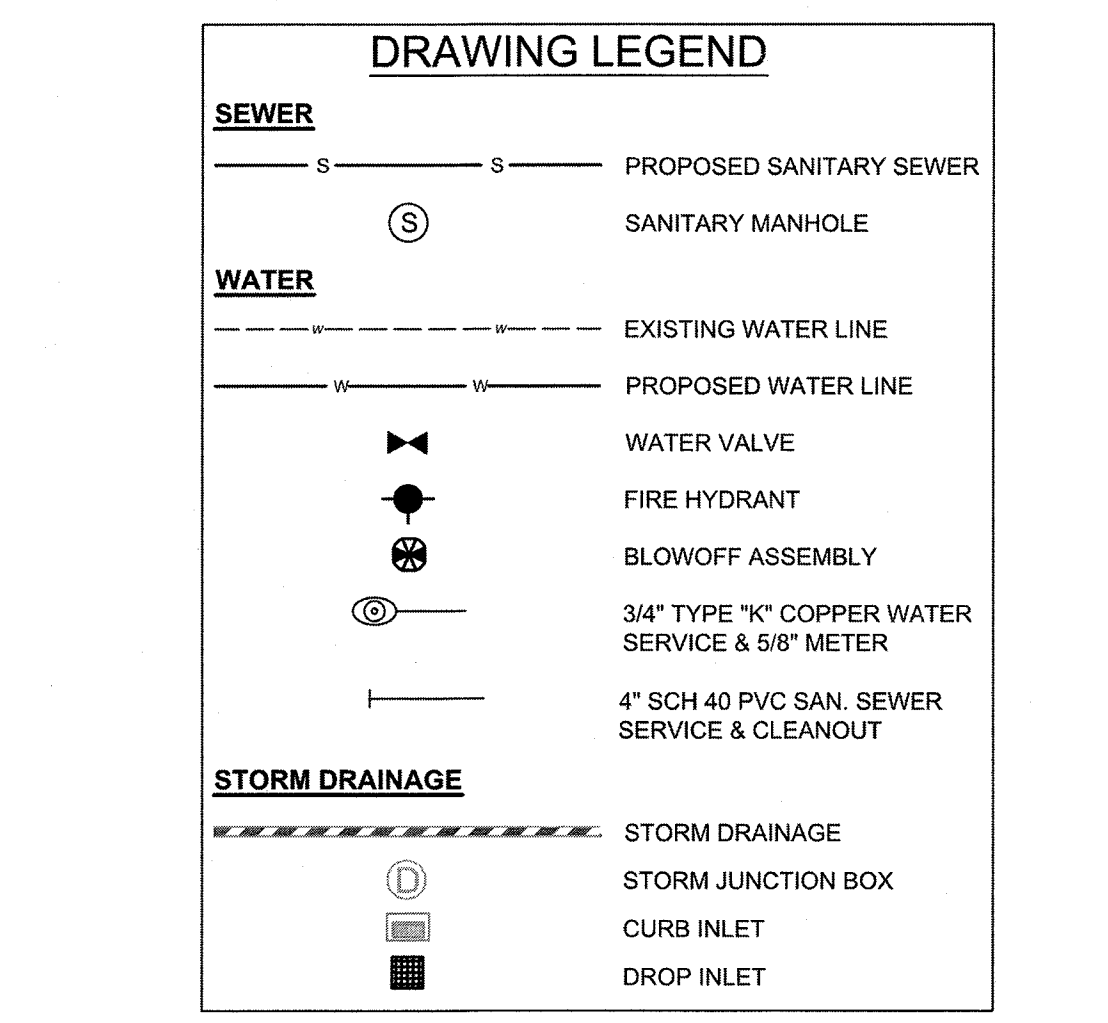 DRAWING LEGEND
SEWER
S S PROPOSED SANITARY SEWER
S SANITARY MANHOLE
WATER
w w EXISTING WATER LINE
W W PROPOSED WATER LINE
WATER VALVE
FIRE HYDRANT
BLOWOFF ASSEMBLY
3/4" TYPE "K" COPPER WATER
SERVICE & 5/8" METER
4" SCH 40 PVC SAN. SEWER
SERVICE & CLEANOUT
STORM DRAINAGE
STORM DRAINAGE
D STORM JUNCTION BOX
CURB INLET
DROP INLET